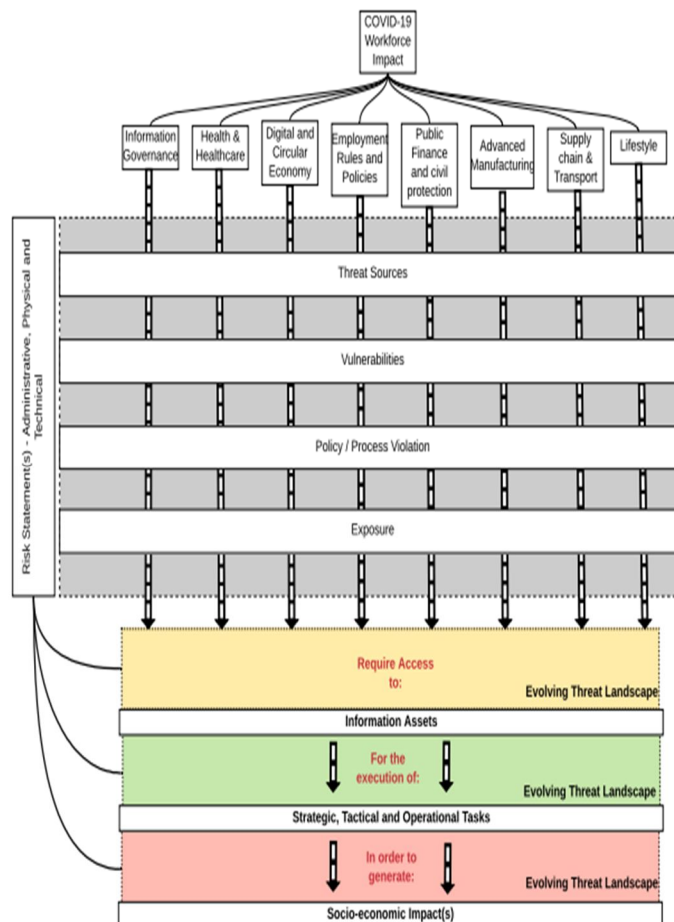 COVID-19
Workforce
Impact
Information
Governance
Health &
Healthcare
Digital and
Circular
Economy
Employment
Rules and
Policies
Public
Finance
and civil
protection
Advanced
Manufacturing
Supply
chain &
Transport
Lifestyle
Risk Statement(s) - Administrative, Physical and
Technical
Threat Sources
Vulnerabilities
Policy / Process Violation
Exposure
Require Access
to:
Evolving Threat Landscape
Information Assets
For the
execution of:
Evolving Threat Landscape
Strategic, Tactical and Operational Tasks
In order to
generate:
Evolving Threat Landscape
Socio-economic Impact(s)